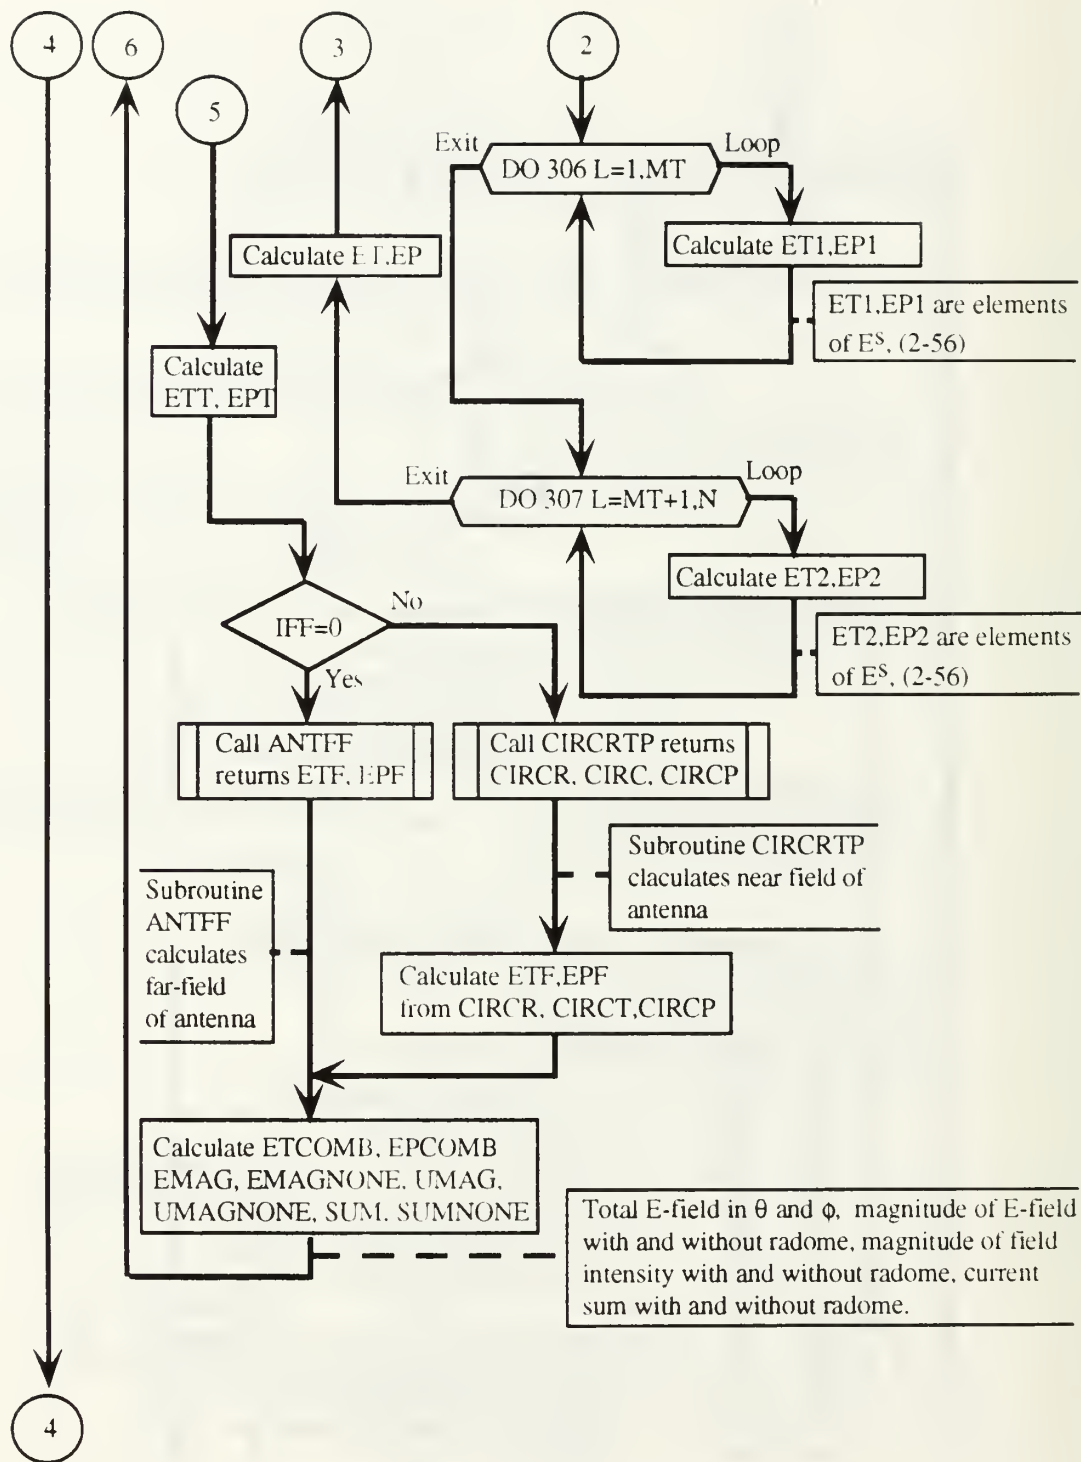 4
6
3
2
5
Exit
Loop
DO 306 L=1,MT
Calculate ET1,EP1
Calculate ET,EP
ET1,EP1 are elements
of E^S, (2-56)
Calculate
ETT, EPT
Exit
Loop
DO 307 L=MT+1,N
Calculate ET2,EP2
ET2,EP2 are elements
of E^S, (2-56)
IFF=0
No
Yes
Call ANTFF
returns ETF, EPF
Call CIRCRTP returns
CIRCR, CIRC, CIRCP
Subroutine CIRCRTP
claculates near field of
antenna
Subroutine
ANTFF
calculates
far-field
of antenna
Calculate ETF,EPF
from CIRCR, CIRCT,CIRCP
Calculate ETCOMB, EPCOMB
EMAG, EMAGNONE, UMAG,
UMAGNONE, SUM, SUMNONE
Total E-field in θ and φ, magnitude of E-field
with and without radome, magnitude of field
intensity with and without radome, current
sum with and without radome.
4